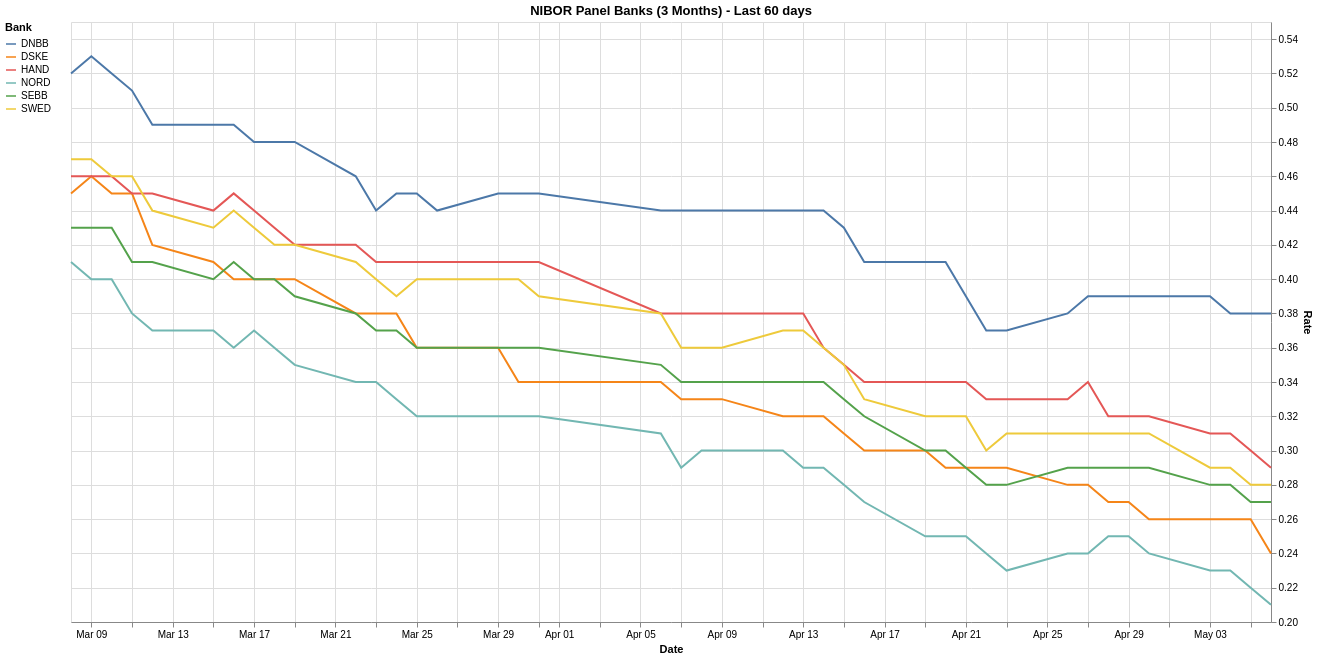 NIBOR Panel Banks (3 Months) - Last 60 days
Bank
DNBB
DSKE
HAND
NORD
SEBB
SWED
0.54
0.52
0.50
0.48
0.46
0.44
0.42
0.40
0.38
0.36
0.34
0.32
0.30
0.28
0.26
0.24
0.22
0.20
Rate
Mar 09 Mar 13 Mar 17 Mar 21 Mar 25 Mar 29 Apr 01 Apr 05 Apr 09 Apr 13 Apr 17 Apr 21 Apr 25 Apr 29 May 03
Date